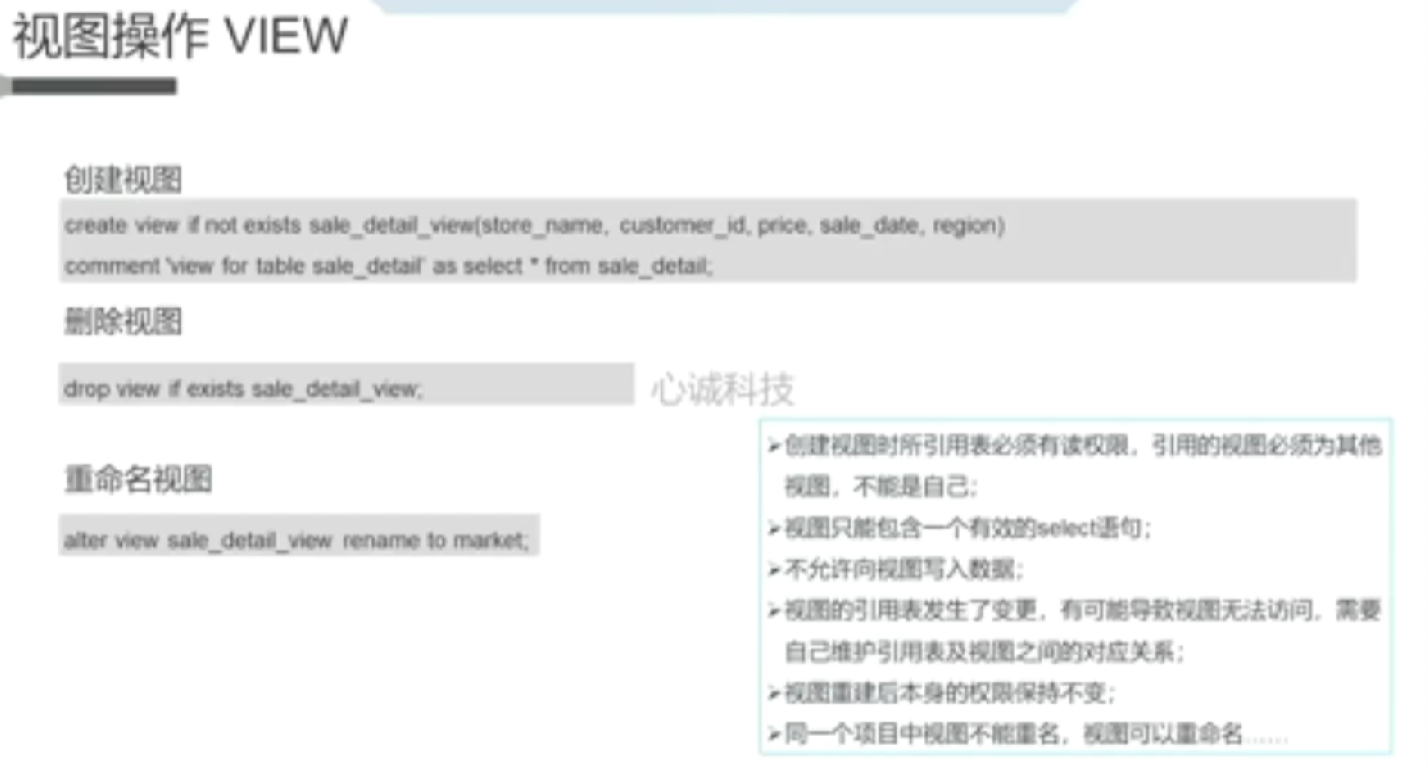 视图操作 VIEW
创建视图
create view if not exists sale_detail_view(store_name, customer_id, price, sale_date, region)
comment 'view for table sale_detail' as select * from sale_detail;
删除视图
drop view if exists sale_detail_view;
心诚科技
重命名视图
alter view sale_detail_view rename to market;
➢创建视图时所引用表必须有读权限，引用的视图必须为其他
视图，不能是自己；
➢视图只能包含一个有效的select语句；
➢不允许向视图写入数据；
➢视图的引用表发生了变更，有可能导致视图无法访问，需要
自己维护引用表及视图之间的对应关系；
➢视图重建后本身的权限保持不变；
➢同一个项目中视图不能重名，视图可以重命名……